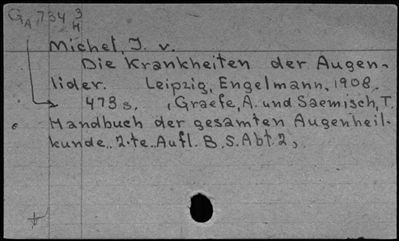 GA 734 3/4
Michel, J. v.
Die Krankheiten der Augen-
lider. Leipzig, Engelmann, 1908.
478 s. , (Graefe, A. und Saemisch, T.
Handbuch der gesamten Augenheil-
kunde. 2.te. Aufl. B. S. Abt. 2,